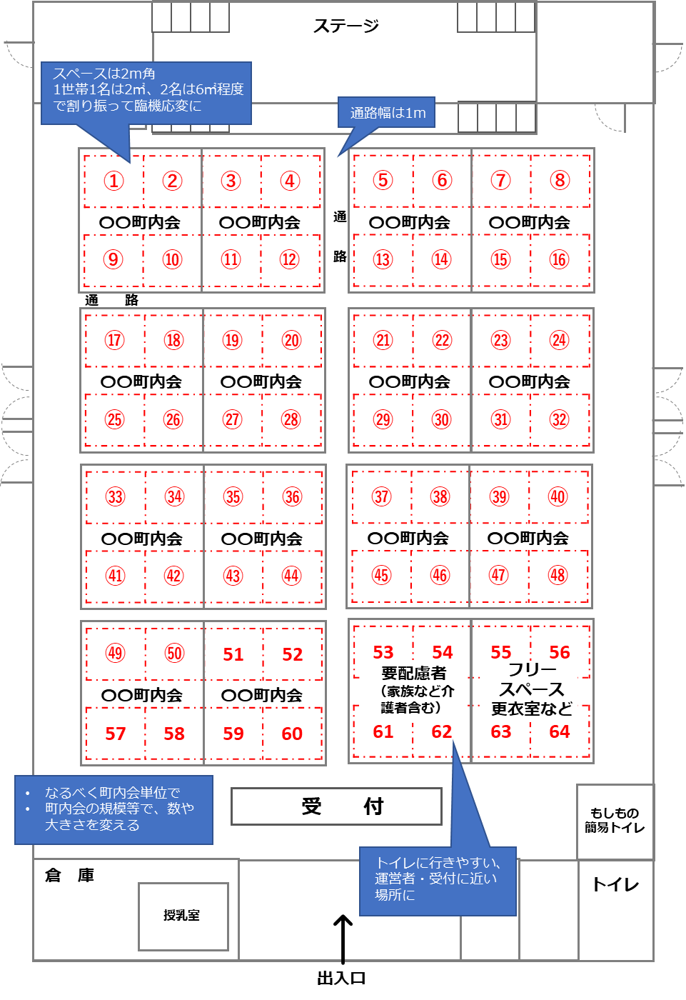 ステージ
スペースは2m角
1世帯1名は2㎡、2名は6㎡程度
で割り振って臨機応変に
通路幅は1m
① ② ③ ④ ⑤ ⑥ ⑦ ⑧
〇〇町内会 〇〇町内会 〇〇町内会 〇〇町内会
通
路
⑨ ⑩ ⑪ ⑫ ⑬ ⑭ ⑮ ⑯
通 路
⑰ ⑱ ⑲ ⑳ ㉑ ㉒ ㉓ ㉔
〇〇町内会 〇〇町内会 〇〇町内会 〇〇町内会
㉕ ㉖ ㉗ ㉘ ㉙ ㉚ ㉛ ㉜
㉝ ㉞ ㉟ ㊱ ㊲ ㊳ ㊴ ㊵
〇〇町内会 〇〇町内会 〇〇町内会 〇〇町内会
㊶ ㊷ ㊸ ㊹ ㊺ ㊻ ㊼ ㊽
㊾ ㊿ 51 52
〇〇町内会 〇〇町内会
57 58 59 60
53 54
要配慮者
（家族など介
護者含む）
61 62
55 56
フリー
スペース
更衣室など
63 64
• なるべく町内会単位で
• 町内会の規模等で、数や
大きさを変える
受 付
もしもの
簡易トイレ
トイレに行きやすい、
運営者・受付に近い
場所に
倉 庫
授乳室
トイレ
出入口